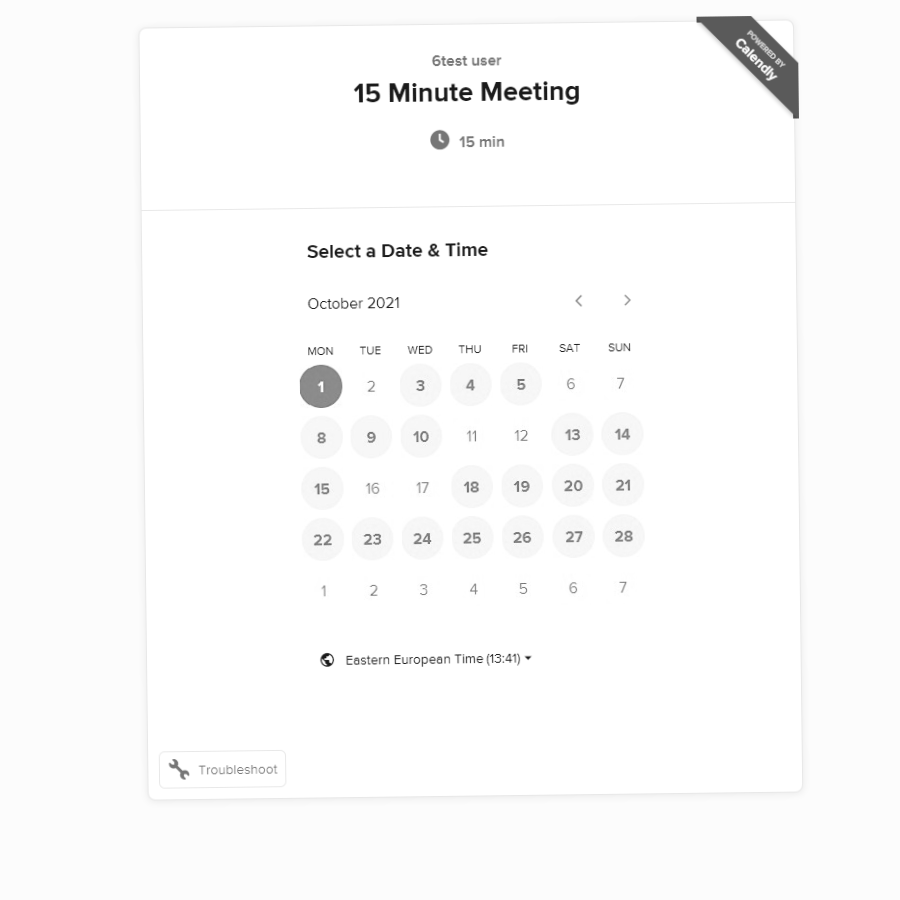 POWERED BY
Calendly
6test user
15 Minute Meeting
15 min
Select a Date & Time
October 2021
MON TUE WED THU FRI SAT SUN
1 2 3 4 5 6 7
8 9 10 11 12 13 14
15 16 17 18 19 20 21
22 23 24 25 26 27 28
1 2 3 4 5 6 7
Eastern European Time (13:41)
Troubleshoot